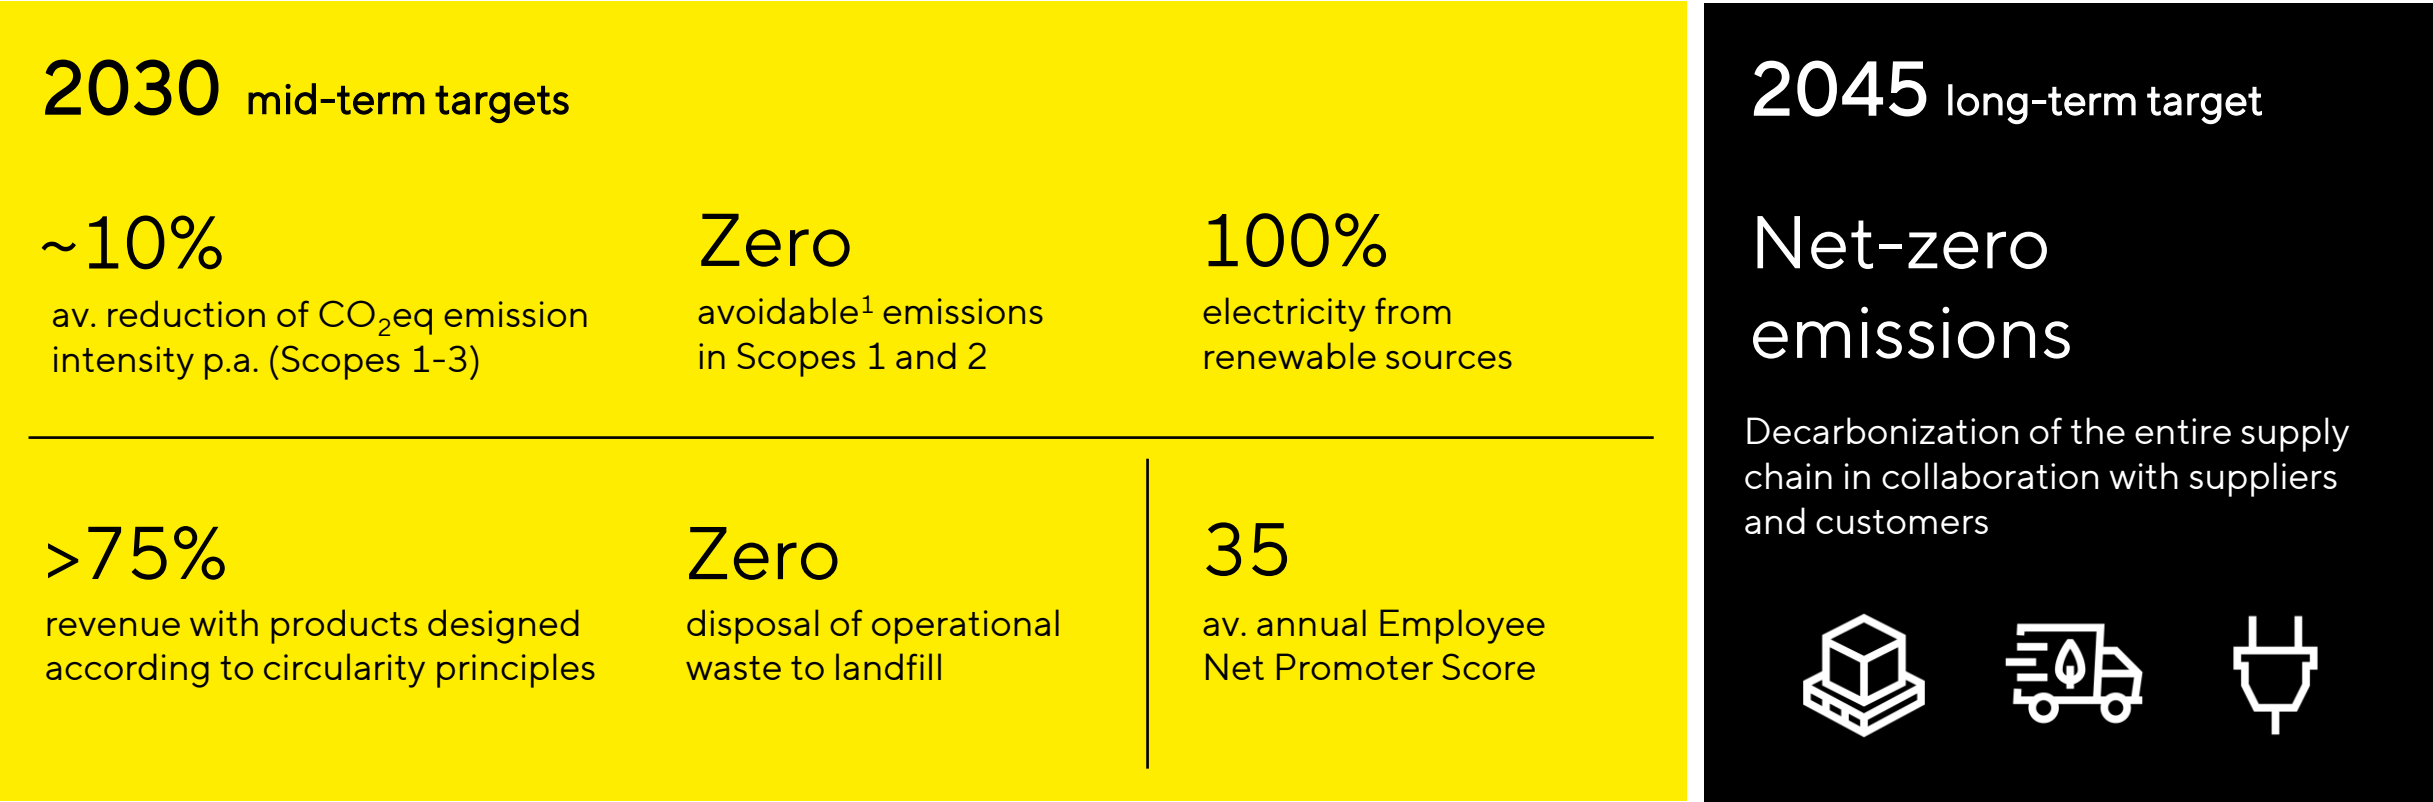 2030 mid-term targets
~10%
av. reduction of CO₂eq emission
intensity p.a. (Scopes 1-3)
Zero
avoidable¹ emissions
in Scopes 1 and 2
100%
electricity from
renewable sources
>75%
revenue with products designed
according to circularity principles
Zero
disposal of operational
waste to landfill
35
av. annual Employee
Net Promoter Score
2045 long-term target
Net-zero
emissions
Decarbonization of the entire supply
chain in collaboration with suppliers
and customers